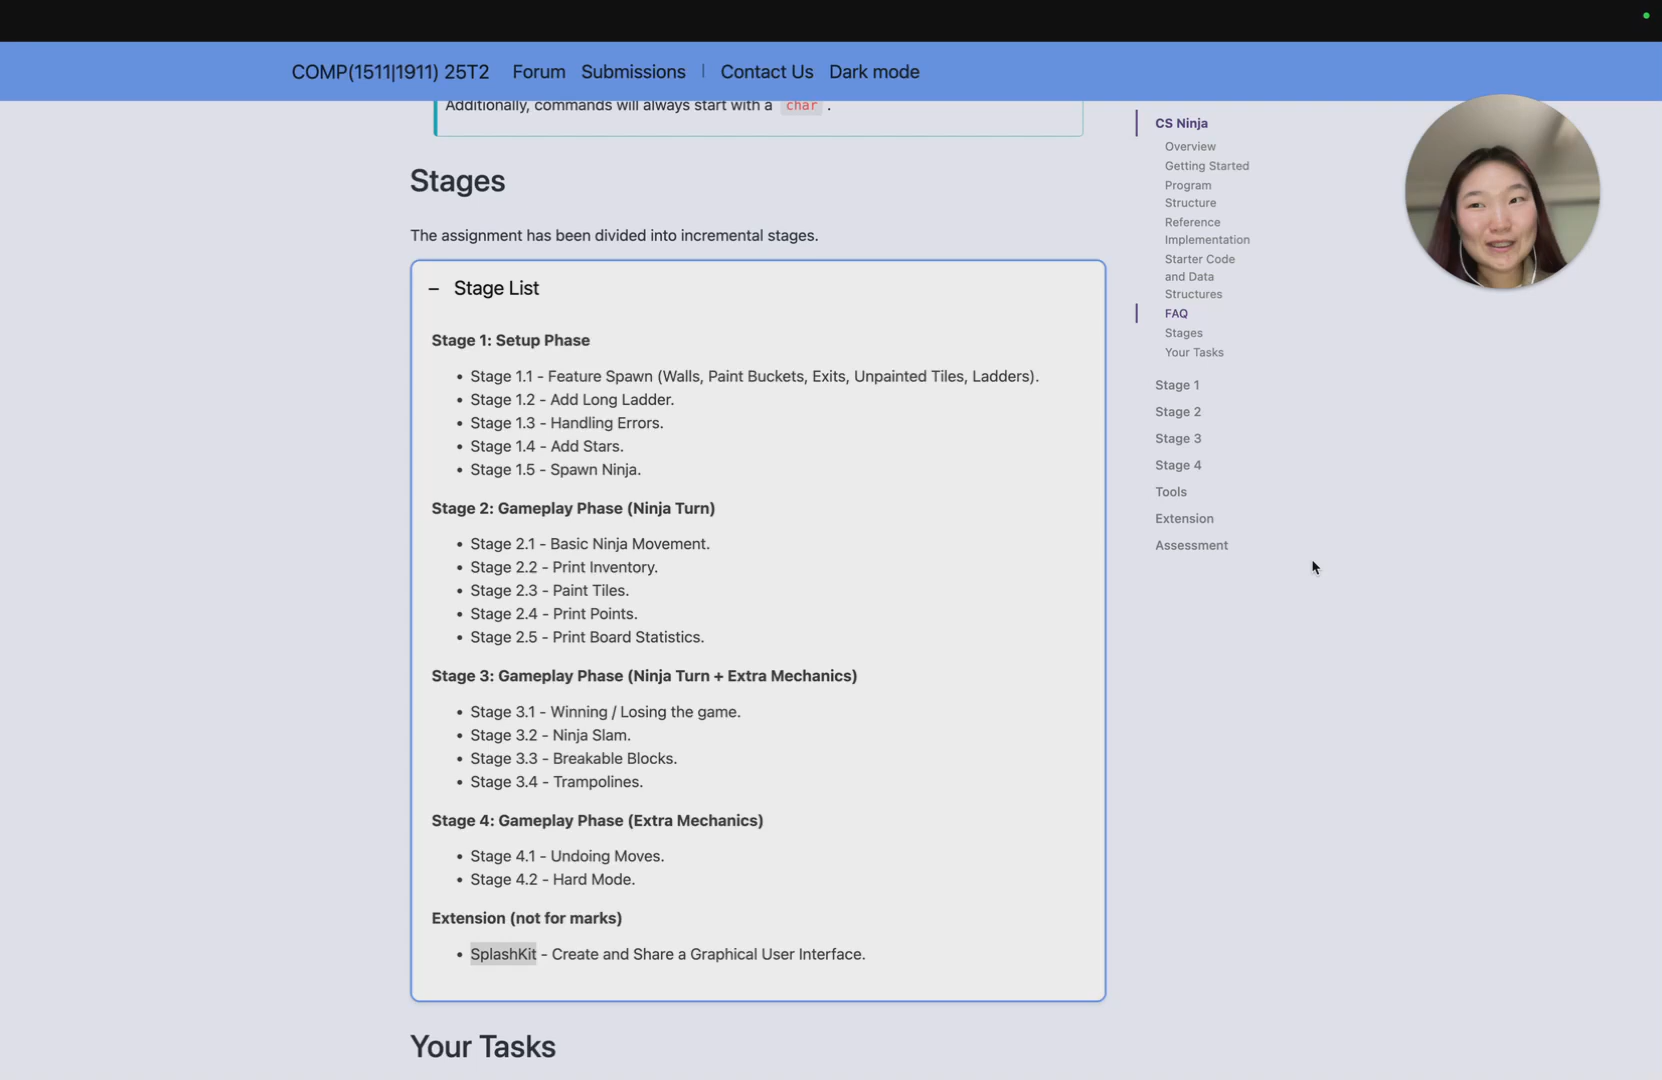 COMP(1511|1911) 25T2 Forum Submissions | Contact Us Dark mode
Additionally, commands will always start with a char .
Stages
The assignment has been divided into incremental stages.
– Stage List
Stage 1: Setup Phase
• Stage 1.1 - Feature Spawn (Walls, Paint Buckets, Exits, Unpainted Tiles, Ladders).
• Stage 1.2 - Add Long Ladder.
• Stage 1.3 - Handling Errors.
• Stage 1.4 - Add Stars.
• Stage 1.5 - Spawn Ninja.
Stage 2: Gameplay Phase (Ninja Turn)
• Stage 2.1 - Basic Ninja Movement.
• Stage 2.2 - Print Inventory.
• Stage 2.3 - Paint Tiles.
• Stage 2.4 - Print Points.
• Stage 2.5 - Print Board Statistics.
Stage 3: Gameplay Phase (Ninja Turn + Extra Mechanics)
• Stage 3.1 - Winning / Losing the game.
• Stage 3.2 - Ninja Slam.
• Stage 3.3 - Breakable Blocks.
• Stage 3.4 - Trampolines.
Stage 4: Gameplay Phase (Extra Mechanics)
• Stage 4.1 - Undoing Moves.
• Stage 4.2 - Hard Mode.
Extension (not for marks)
• SplashKit - Create and Share a Graphical User Interface.
Your Tasks
CS Ninja
Overview
Getting Started
Program
Structure
Reference
Implementation
Starter Code
and Data
Structures
FAQ
Stages
Your Tasks
Stage 1
Stage 2
Stage 3
Stage 4
Tools
Extension
Assessment